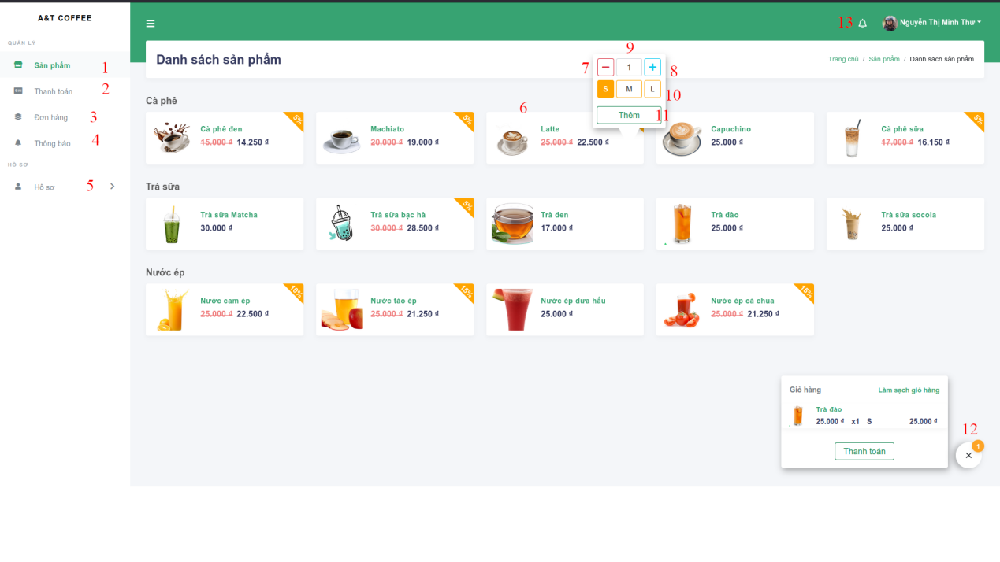 A&T COFFEE
QUẢN LÝ
Sản phẩm 1
Thanh toán 2
Đơn hàng 3
Thông báo 4
HỒ SƠ
Hồ sơ 5
13 Nguyễn Thị Minh Thư
Danh sách sản phẩm
Trang chủ / Sản phẩm / Danh sách sản phẩm
9
7 1 8
S M L 10
Thêm 11
Cà phê
6
Cà phê đen
15.000 ₫ 14.250 ₫
5%
Machiato
20.000 ₫ 19.000 ₫
5%
Latte
25.000 ₫ 22.500 ₫
Capuchino
25.000 ₫
Cà phê sữa
17.000 ₫ 16.150 ₫
5%
Trà sữa
Trà sữa Matcha
30.000 ₫
Trà sữa bạc hà
30.000 ₫ 28.500 ₫
5%
Trà đen
17.000 ₫
Trà đào
25.000 ₫
Trà sữa socola
25.000 ₫
Nước ép
Nước cam ép
25.000 ₫ 22.500 ₫
10%
Nước táo ép
25.000 ₫ 21.250 ₫
15%
Nước ép dưa hấu
25.000 ₫
Nước ép cà chua
25.000 ₫ 21.250 ₫
15%
Giỏ hàng Làm sạch giỏ hàng
Trà đào
25.000 ₫ x1 S 25.000 ₫
Thanh toán
12
1